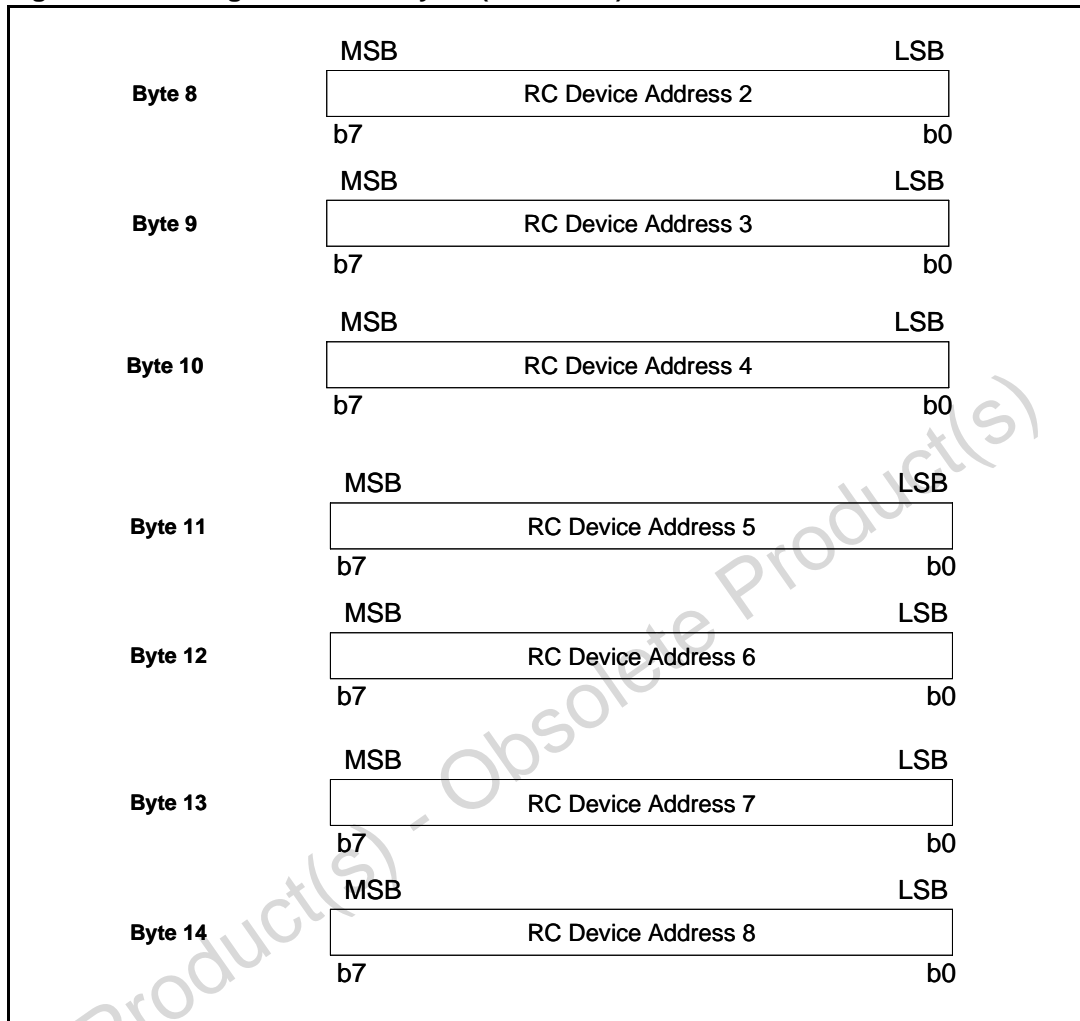 MSB LSB
Byte 8 RC Device Address 2
b7 b0
MSB LSB
Byte 9 RC Device Address 3
b7 b0
MSB LSB
Byte 10 RC Device Address 4
b7 b0
MSB LSB
Byte 11 RC Device Address 5
b7 b0
MSB LSB
Byte 12 RC Device Address 6
b7 b0
MSB LSB
Byte 13 RC Device Address 7
b7 b0
MSB LSB
Byte 14 RC Device Address 8
b7 b0
Product(s) - Obsolete Product(s)